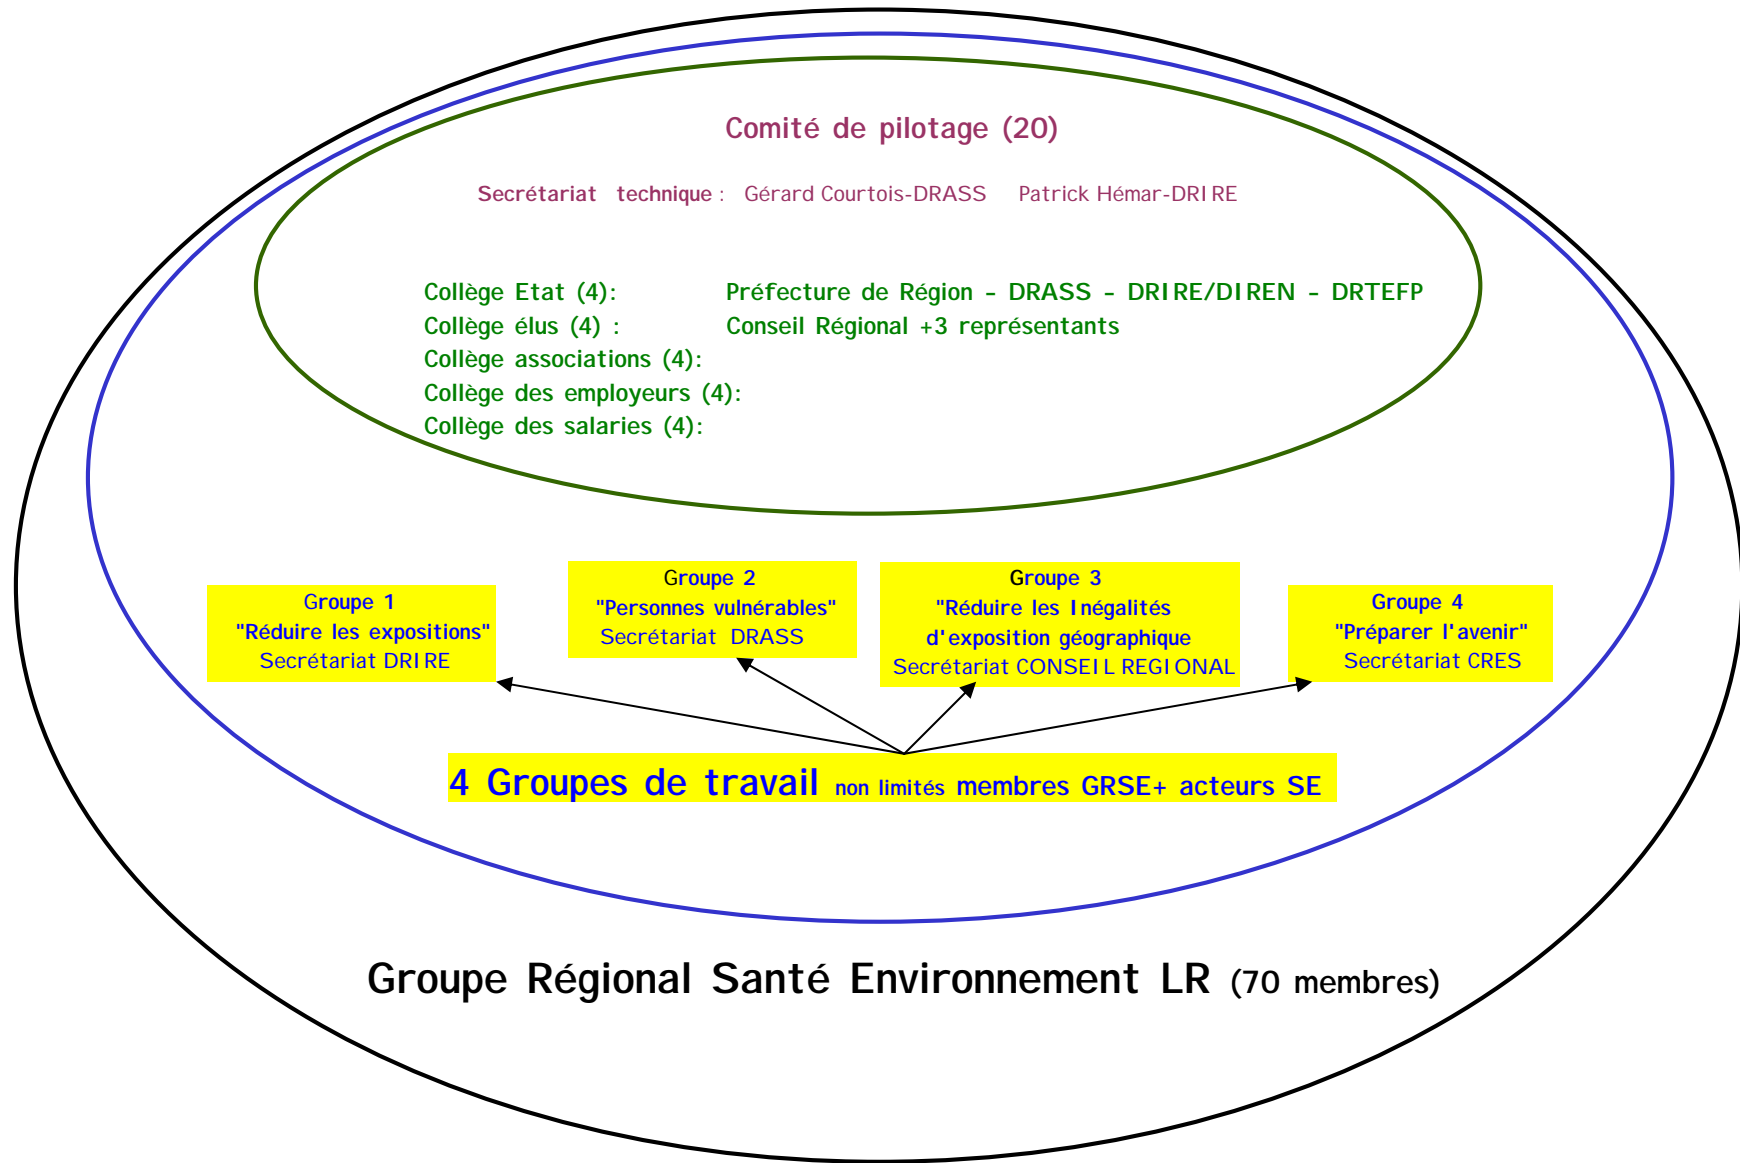 Comité de pilotage (20)
Secrétariat technique : Gérard Courtois-DRASS Patrick Hémar-DRIRE
Collège Etat (4): Préfecture de Région - DRASS - DRIRE/DIREN - DRTEFP
Collège élus (4) : Conseil Régional +3 représentants
Collège associations (4):
Collège des employeurs (4):
Collège des salaries (4):
Groupe 1
"Réduire les expositions"
Secrétariat DRIRE
Groupe 2
"Personnes vulnérables"
Secrétariat DRASS
Groupe 3
"Réduire les Inégalités
d'exposition géographique
Secrétariat CONSEIL REGIONAL
Groupe 4
"Préparer l'avenir"
Secrétariat CRES
4 Groupes de travail non limités membres GRSE+ acteurs SE
Groupe Régional Santé Environnement LR (70 membres)